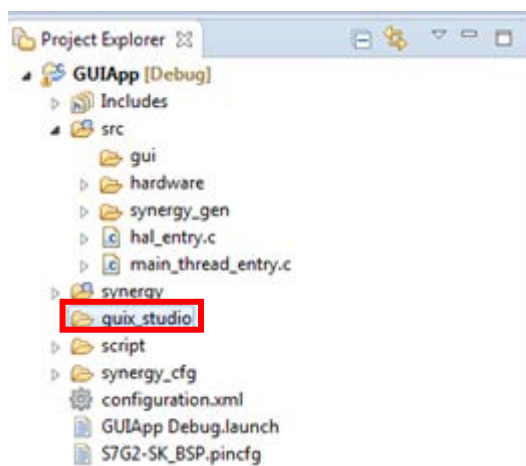 Project Explorer
GUIApp [Debug]
Includes
src
gui
hardware
synergy_gen
hal_entry.c
main_thread_entry.c
synergy
guix_studio
script
synergy_cfg
configuration.xml
GUIApp Debug.launch
S7G2-SK_BSP.pincfg